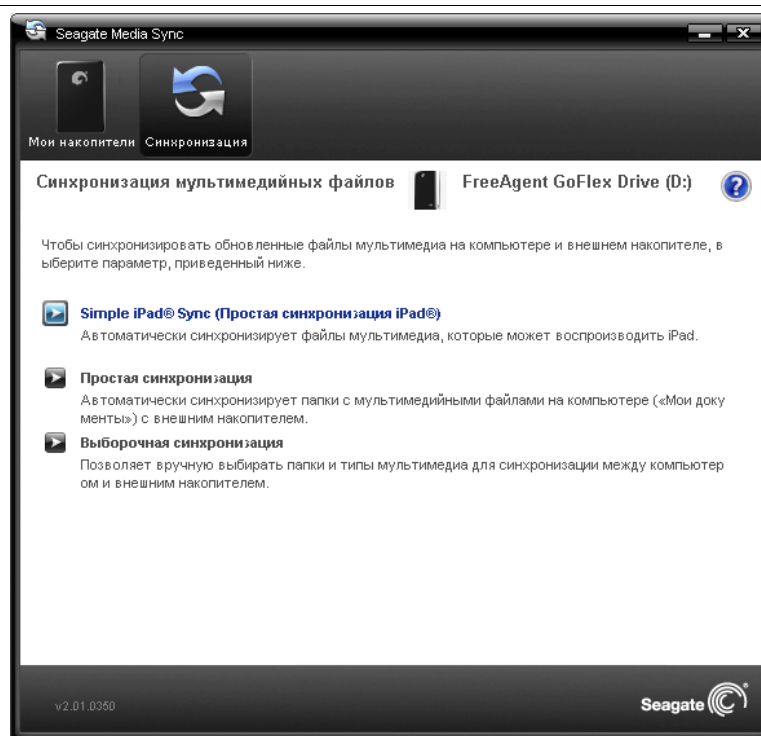 Seagate Media Sync
Мои накопители Синхронизация
Синхронизация мультимедийных файлов FreeAgent GoFlex Drive (D:) ?
Чтобы синхронизировать обновленные файлы мультимедиа на компьютере и внешнем накопителе, в
ыберите параметр, приведенный ниже.
Simple iPad® Sync (Простая синхронизация iPad®)
Автоматически синхронизирует файлы мультимедиа, которые может воспроизводить iPad.
Простая синхронизация
Автоматически синхронизирует папки с мультимедийными файлами на компьютере («Мои доку
менты») с внешним накопителем.
Выборочная синхронизация
Позволяет вручную выбирать папки и типы мультимедиа для синхронизации между компьютер
ом и внешним накопителем.
v2.01.0350 Seagate